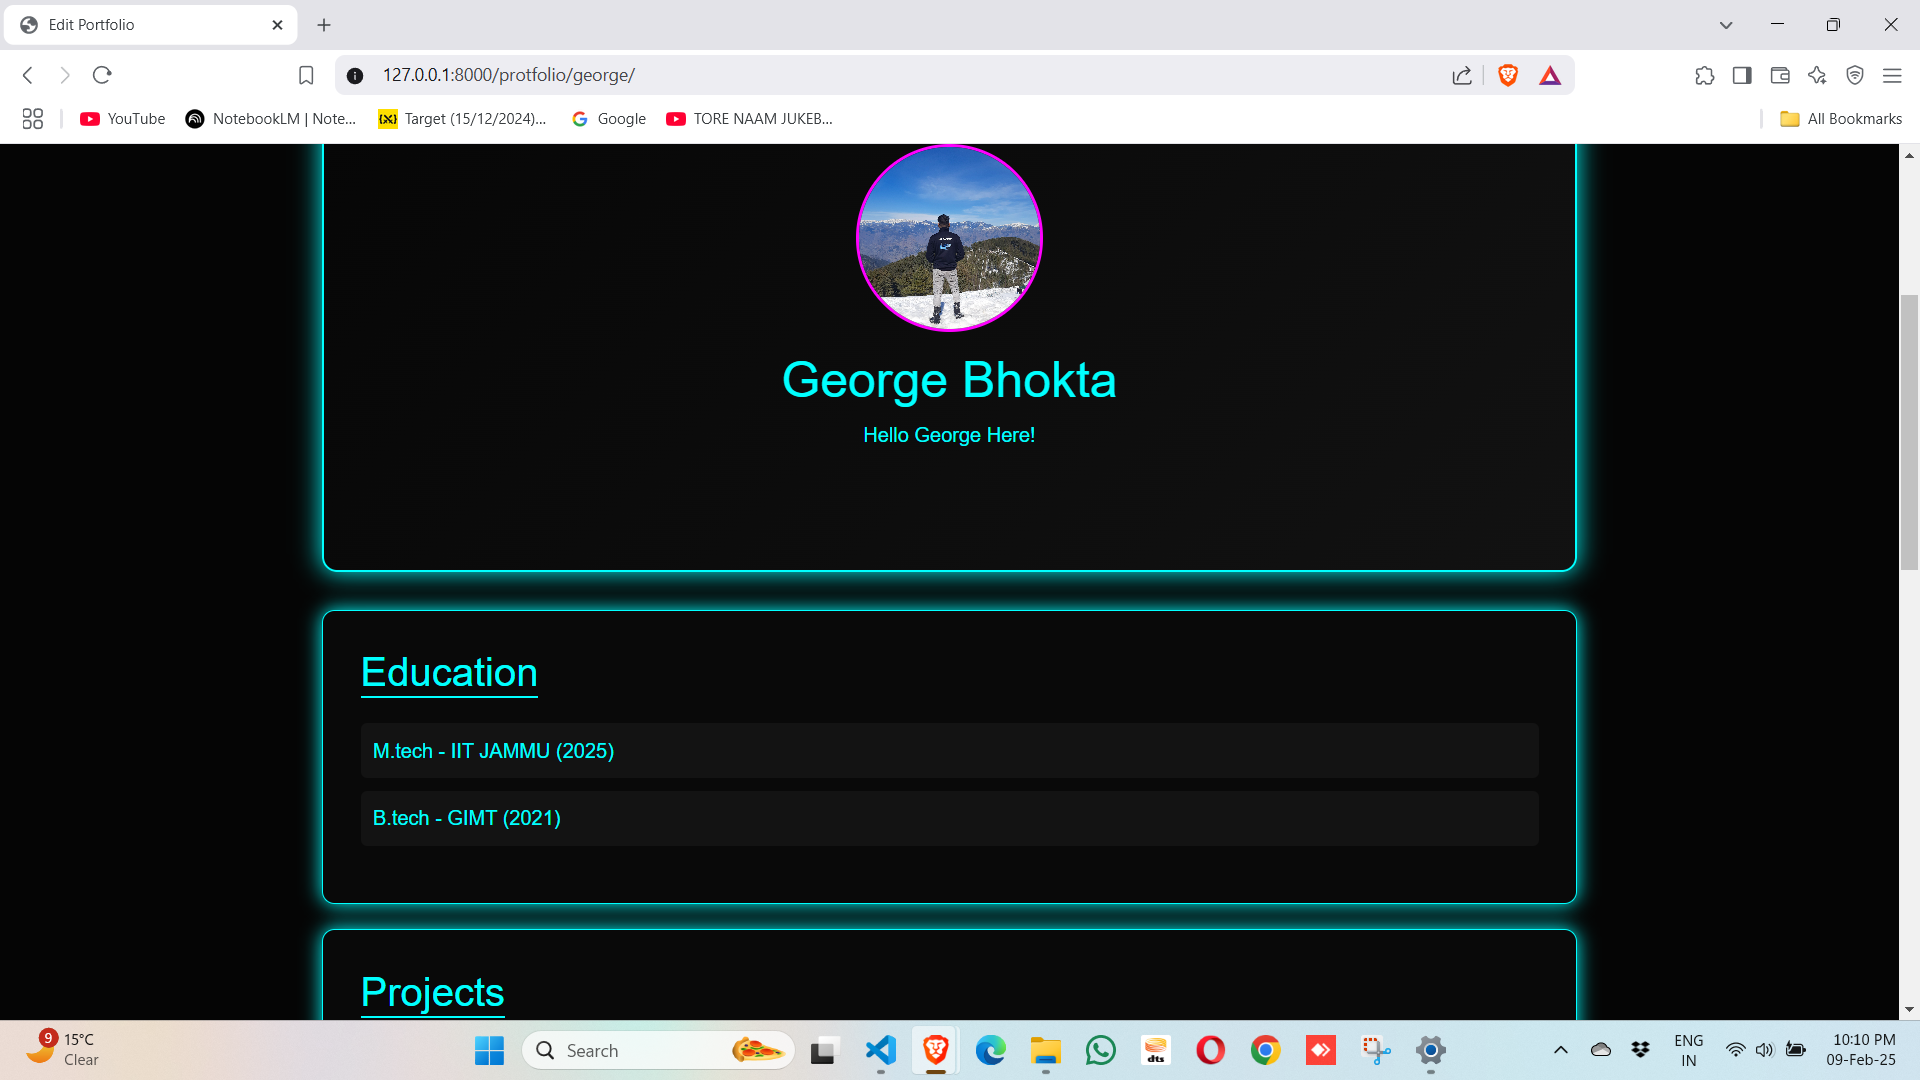 Edit Portfolio
127.0.0.1:8000/protfolio/george/
YouTube
NotebookLM | Note...
Target (15/12/2024)...
Google
TORE NAAM JUKEB...
All Bookmarks
George Bhokta
Hello George Here!
Education
M.tech - IIT JAMMU (2025)
B.tech - GIMT (2021)
Projects
9
15°C
Clear
Search
dts
ENG
IN
10:10 PM
09-Feb-25